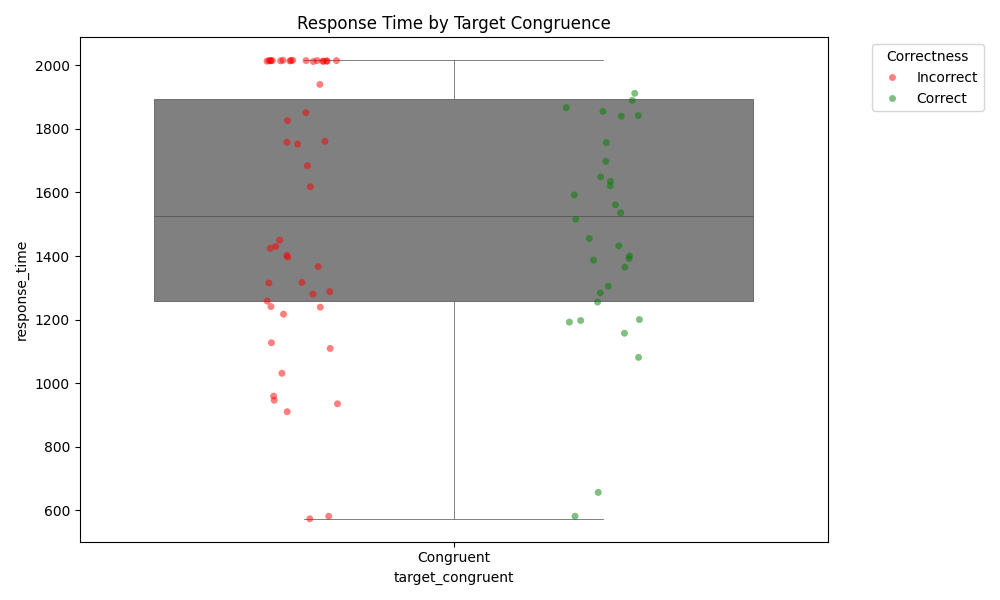 Response Time by Target Congruence
Correctness
Incorrect
Correct
response_time
2000
1800
1600
1400
1200
1000
800
600
Congruent
target_congruent